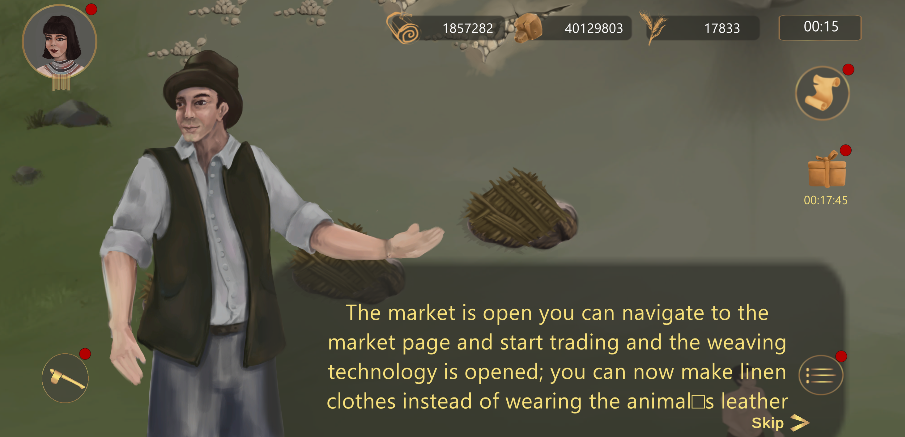 1857282
40129803
17833
00:15
00:17:45
The market is open you can navigate to the
market page and start trading and the weaving
technology is opened; you can now make linen
clothes instead of wearing the animal□s leather
Skip